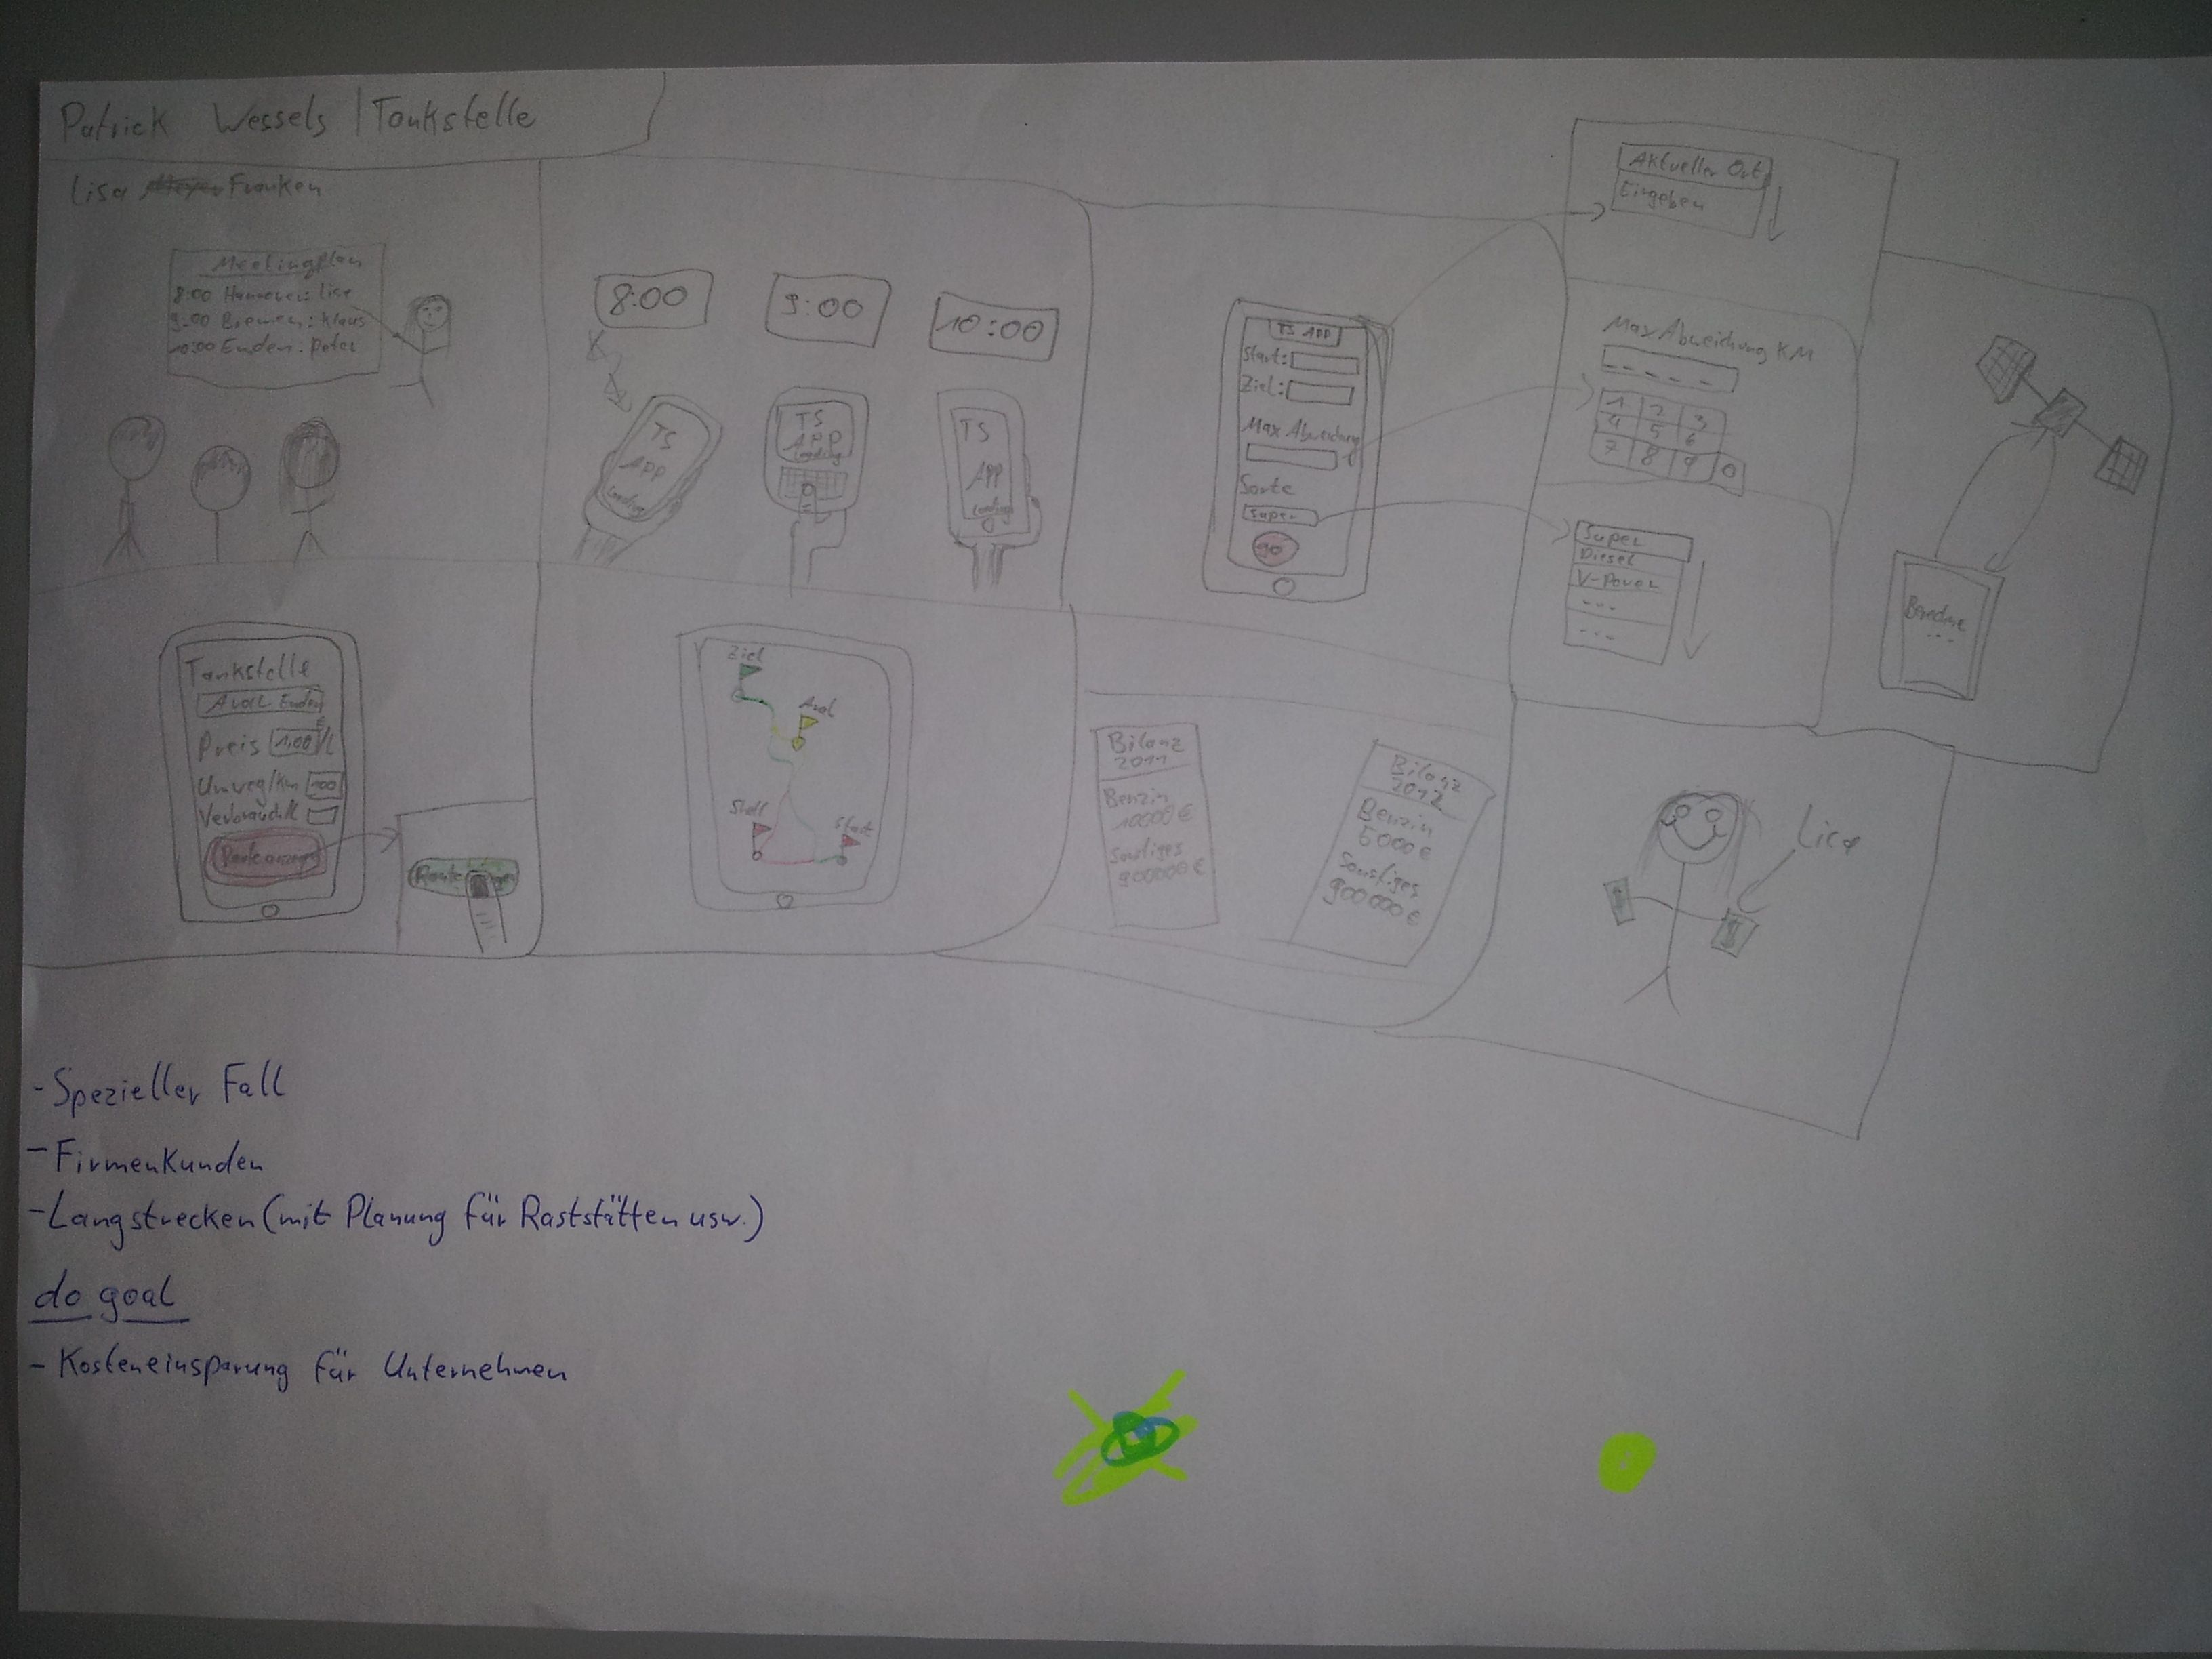 Patrick Wessels | Tankstelle
Lisa Franken
Meetingplan
8:00 Hannover: Lisa
9:00 Bremen: Klaus
10:00 Emden: Peter
8:00
9:00
10:00
TS
APP
Loading
TS
APP
Loading
TS
APP
Loading
TS APP
Start:
Ziel:
Max Abweichung
Sorte
Super
go
Aktueller Ort
Eingeben
Max Abweichung KM
1 2 3
4 5 6
7 8 9 0
Super
Diesel
V-Power
---
---
Berechne
...
Tankstelle
Aral Emden
Preis 1,00 €/l
Umweg/km 100
Verbrauch/l
Route anzeigen
Route
Ziel
Aral
Shell
Start
Bilanz
2011
Benzin
10000 €
Sonstiges
900000 €
Bilanz
2012
Benzin
5000 €
Sonstiges
900 000 €
Lisa
- Spezieller Fall
- Firmenkunden
- Langstrecken (mit Planung für Raststätten usw.)
do goal
- Kosteneinsparung für Unternehmen